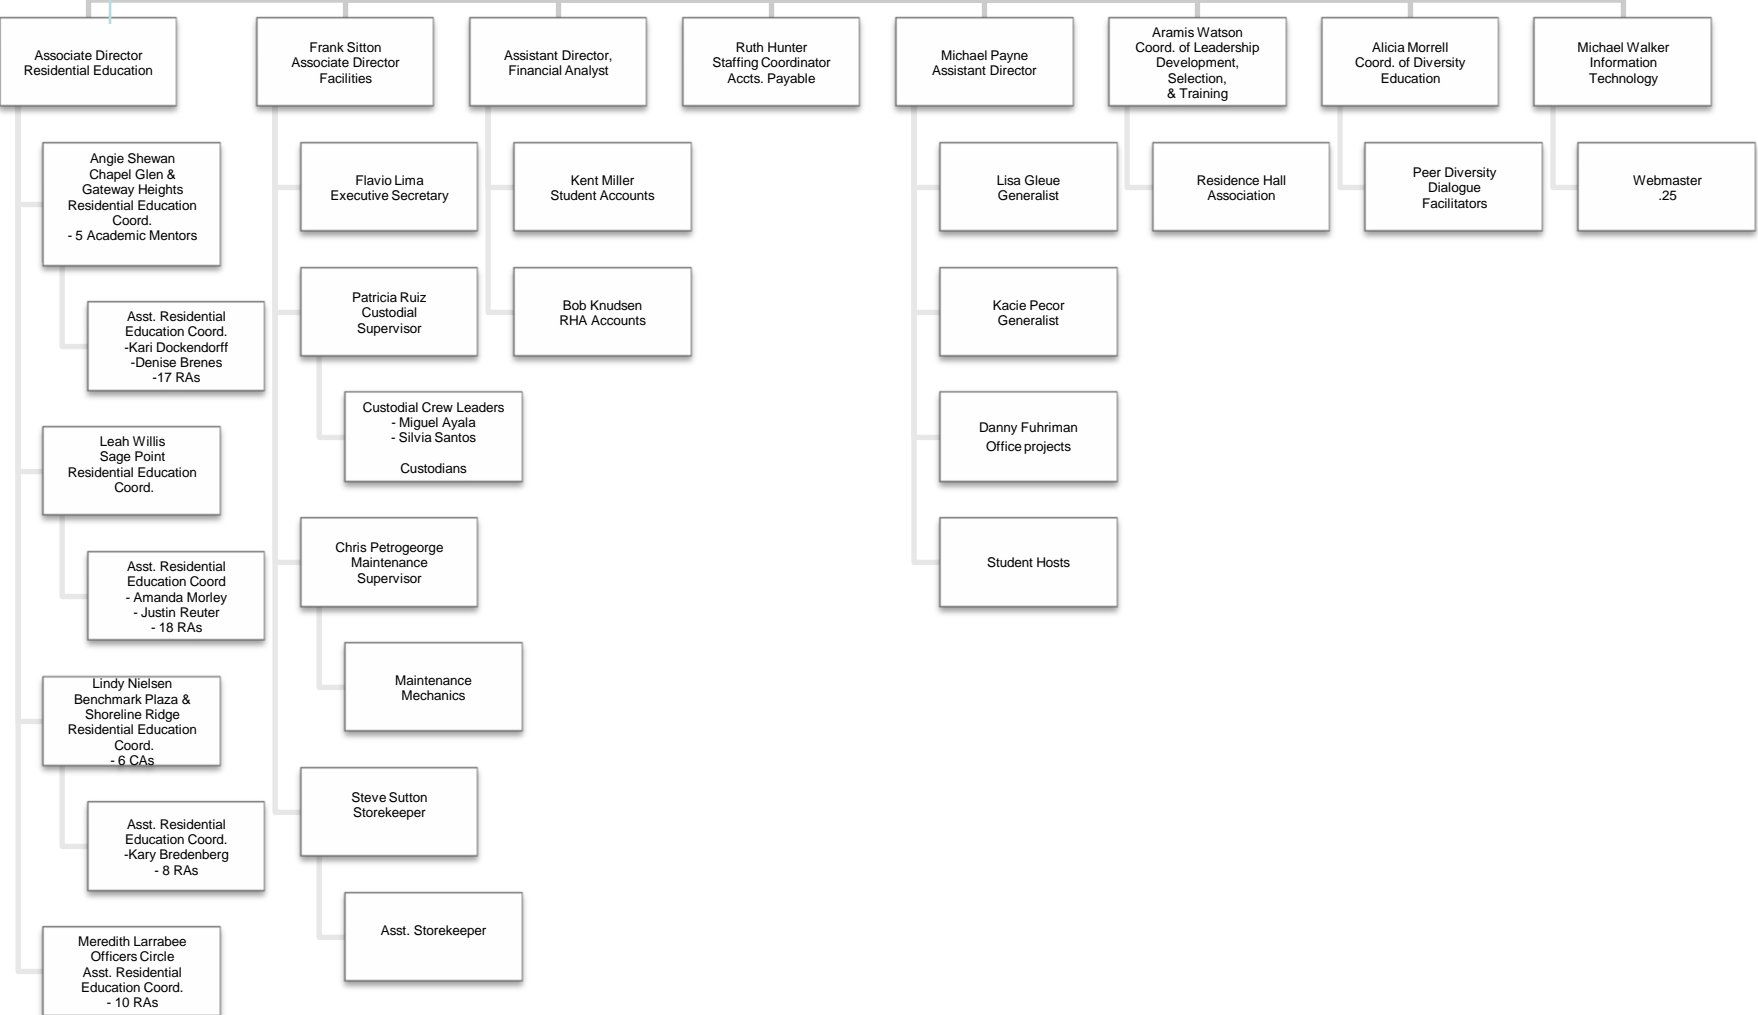 Associate Director
Residential Education
Frank Sitton
Associate Director
Facilities
Assistant Director,
Financial Analyst
Ruth Hunter
Staffing Coordinator
Accts. Payable
Michael Payne
Assistant Director
Aramis Watson
Coord. of Leadership
Development,
Selection,
& Training
Alicia Morrell
Coord. of Diversity
Education
Michael Walker
Information
Technology
Angie Shewan
Chapel Glen &
Gateway Heights
Residential Education
Coord.
- 5 Academic Mentors
Asst. Residential
Education Coord.
-Kari Dockendorff
-Denise Brenes
-17 RAs
Leah Willis
Sage Point
Residential Education
Coord.
Asst. Residential
Education Coord
- Amanda Morley
- Justin Reuter
- 18 RAs
Lindy Nielsen
Benchmark Plaza &
Shoreline Ridge
Residential Education
Coord.
- 6 CAs
Asst. Residential
Education Coord.
-Kary Bredenberg
- 8 RAs
Meredith Larrabee
Officers Circle
Asst. Residential
Education Coord.
- 10 RAs
Flavio Lima
Executive Secretary
Patricia Ruiz
Custodial
Supervisor
Custodial Crew Leaders
- Miguel Ayala
- Silvia Santos
Custodians
Chris Petrogeorge
Maintenance
Supervisor
Maintenance
Mechanics
Steve Sutton
Storekeeper
Asst. Storekeeper
Kent Miller
Student Accounts
Bob Knudsen
RHA Accounts
Lisa Gleue
Generalist
Kacie Pecor
Generalist
Danny Fuhriman
Office projects
Student Hosts
Residence Hall
Association
Peer Diversity
Dialogue
Facilitators
Webmaster
.25